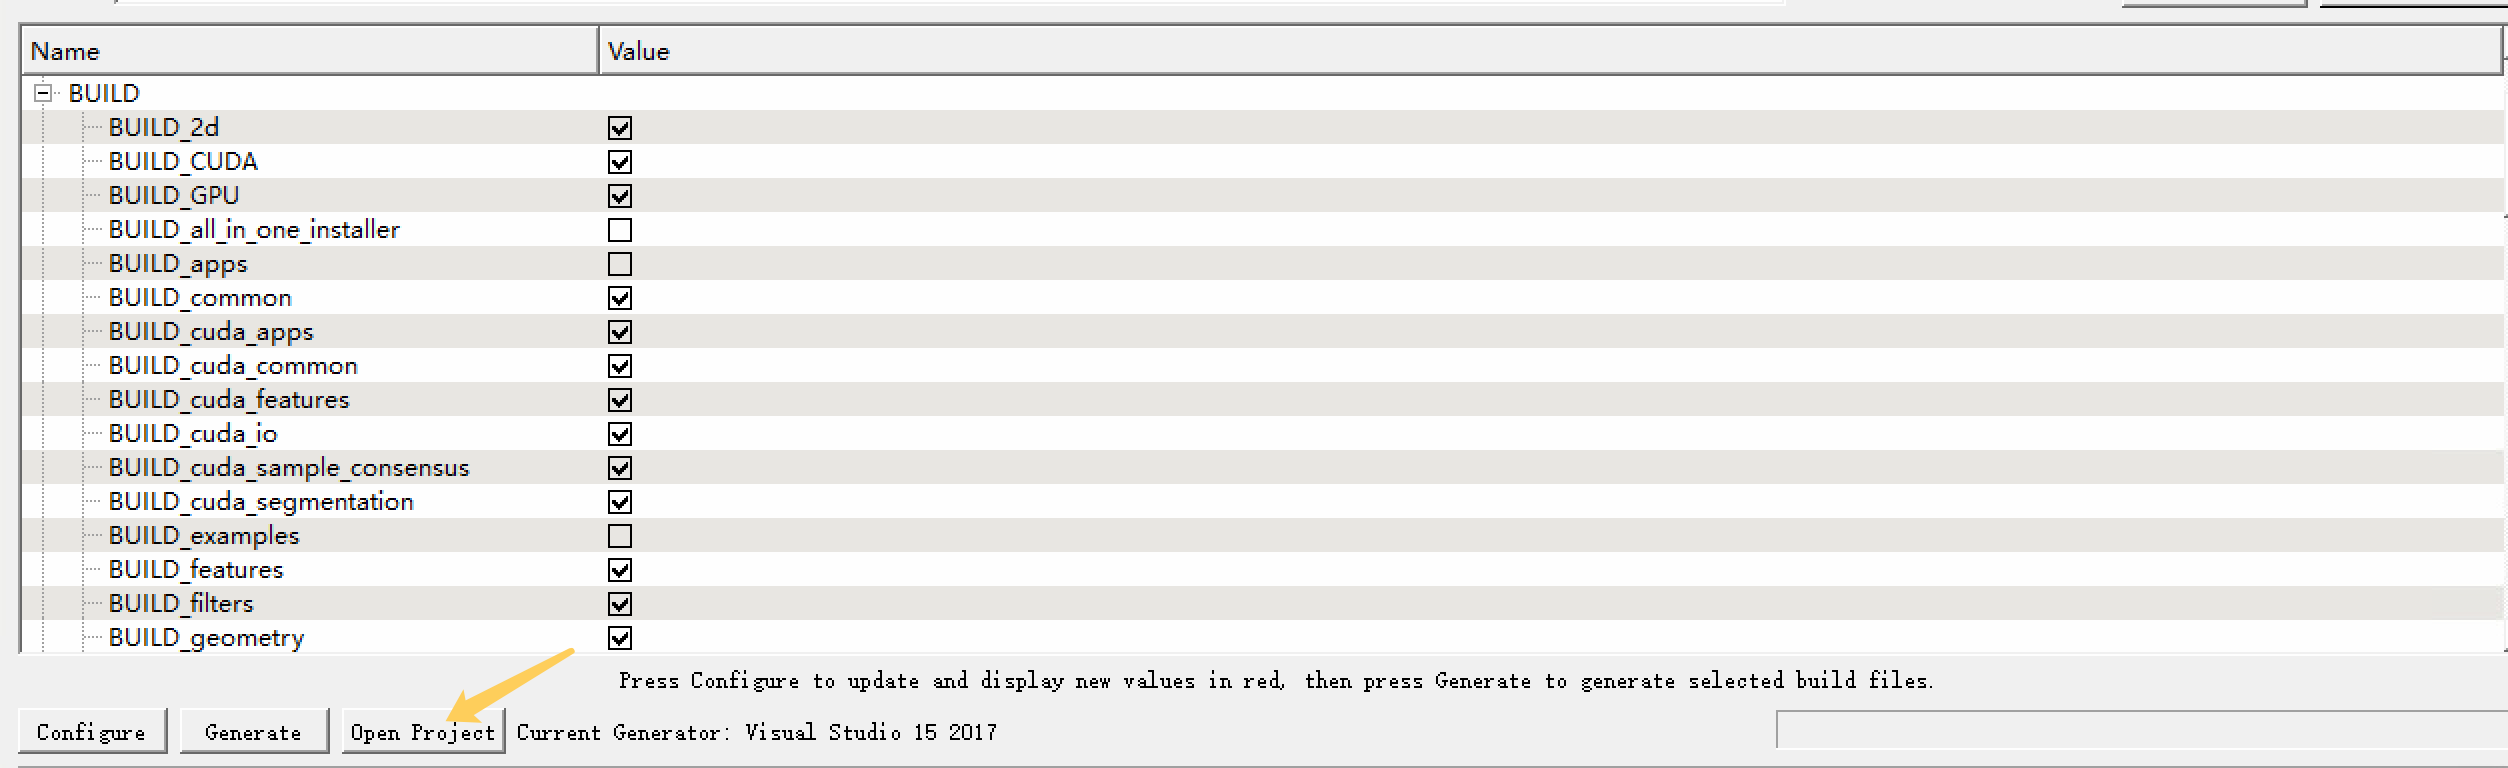 Name Value
BUILD
BUILD_2d
BUILD_CUDA
BUILD_GPU
BUILD_all_in_one_installer
BUILD_apps
BUILD_common
BUILD_cuda_apps
BUILD_cuda_common
BUILD_cuda_features
BUILD_cuda_io
BUILD_cuda_sample_consensus
BUILD_cuda_segmentation
BUILD_examples
BUILD_features
BUILD_filters
BUILD_geometry
Press Configure to update and display new values in red, then press Generate to generate selected build files.
Configure Generate Open Project Current Generator: Visual Studio 15 2017